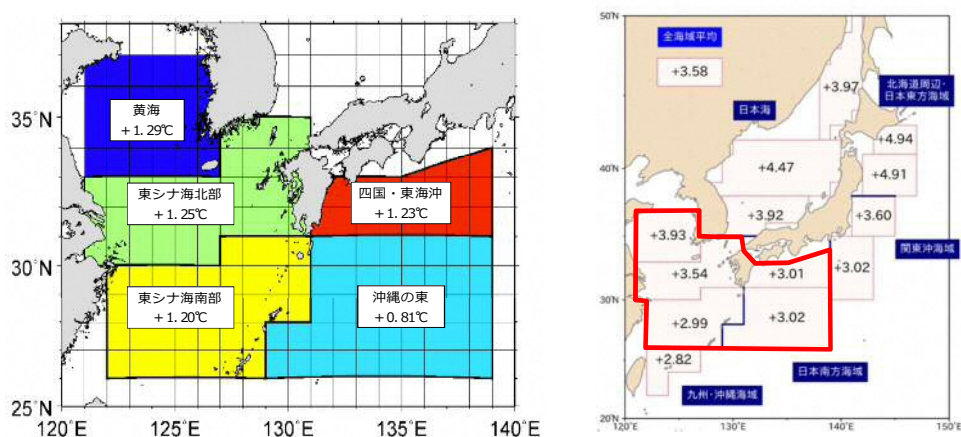 35°N
30°N
25°N
120°E
125°E
130°E
135°E
140°E
黄海
+1.29℃
東シナ海北部
+1.25℃
四国・東海沖
+1.23℃
東シナ海南部
+1.20℃
沖縄の東
+0.81℃
50°N
40°N
30°N
20°N
120°E
130°E
140°E
150°E
全海域平均
+3.58
日本海
北海道周辺・
日本東方海域
+3.97
+4.94
+4.47
+4.91
+3.92
+3.60
関東沖海域
+3.93
+3.54
+3.01
+3.02
+2.99
+3.02
+2.82
日本南方海域
九州・沖縄海域